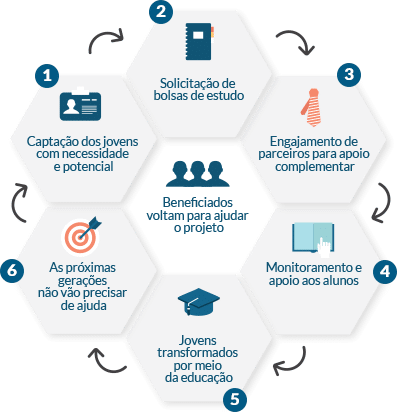 1
Captação dos jovens
com necessidade
e potencial
2
Solicitação de
bolsas de estudo
3
Engajamento de
parceiros para apoio
complementar
4
Monitoramento e
apoio aos alunos
5
Jovens
transformados
por meio
da educação
6
As próximas
gerações
não vão precisar
de ajuda
Beneficiados
voltam para ajudar
o projeto